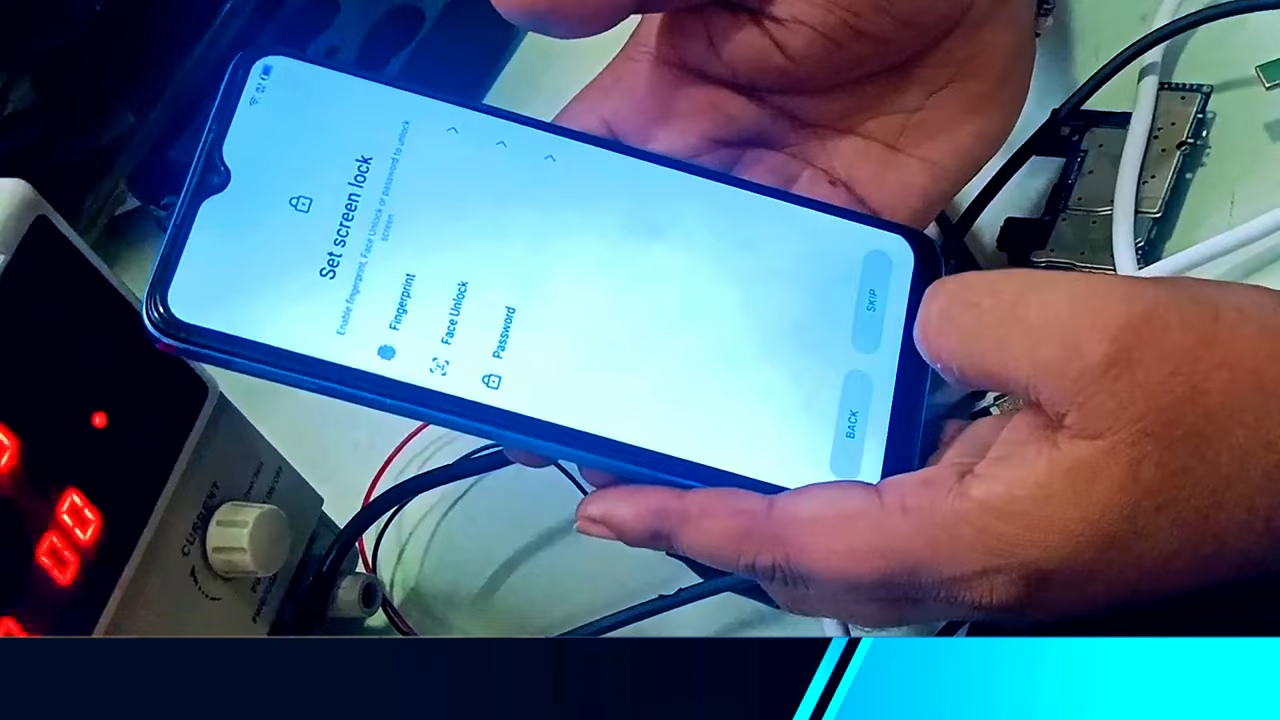 Set screen lock
Enable fingerprint, Face Unlock or password to unlock
screen
Fingerprint
Face Unlock
Password
BACK
SKIP
CURRENT
00